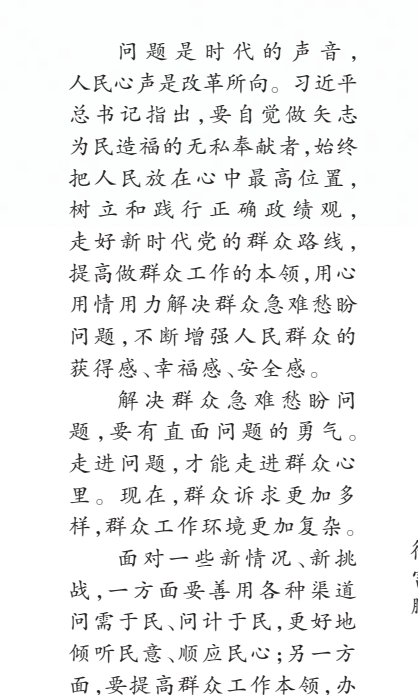 问题是时代的声音，
人民心声是改革所向。习近平
总书记指出，要自觉做矢志
为民造福的无私奉献者，始终
把人民放在心中最高位置，
树立和践行正确政绩观，
走好新时代党的群众路线，
提高做群众工作的本领，用心
用情用力解决群众急难愁盼
问题，不断增强人民群众的
获得感、幸福感、安全感。
解决群众急难愁盼问
题，要有直面问题的勇气。
走进问题，才能走进群众心
里。现在，群众诉求更加多
样，群众工作环境更加复杂。
面对一些新情况、新挑
战，一方面要善用各种渠道
问需于民、问计于民，更好地
倾听民意、顺应民心；另一方
面，要提高群众工作本领，办